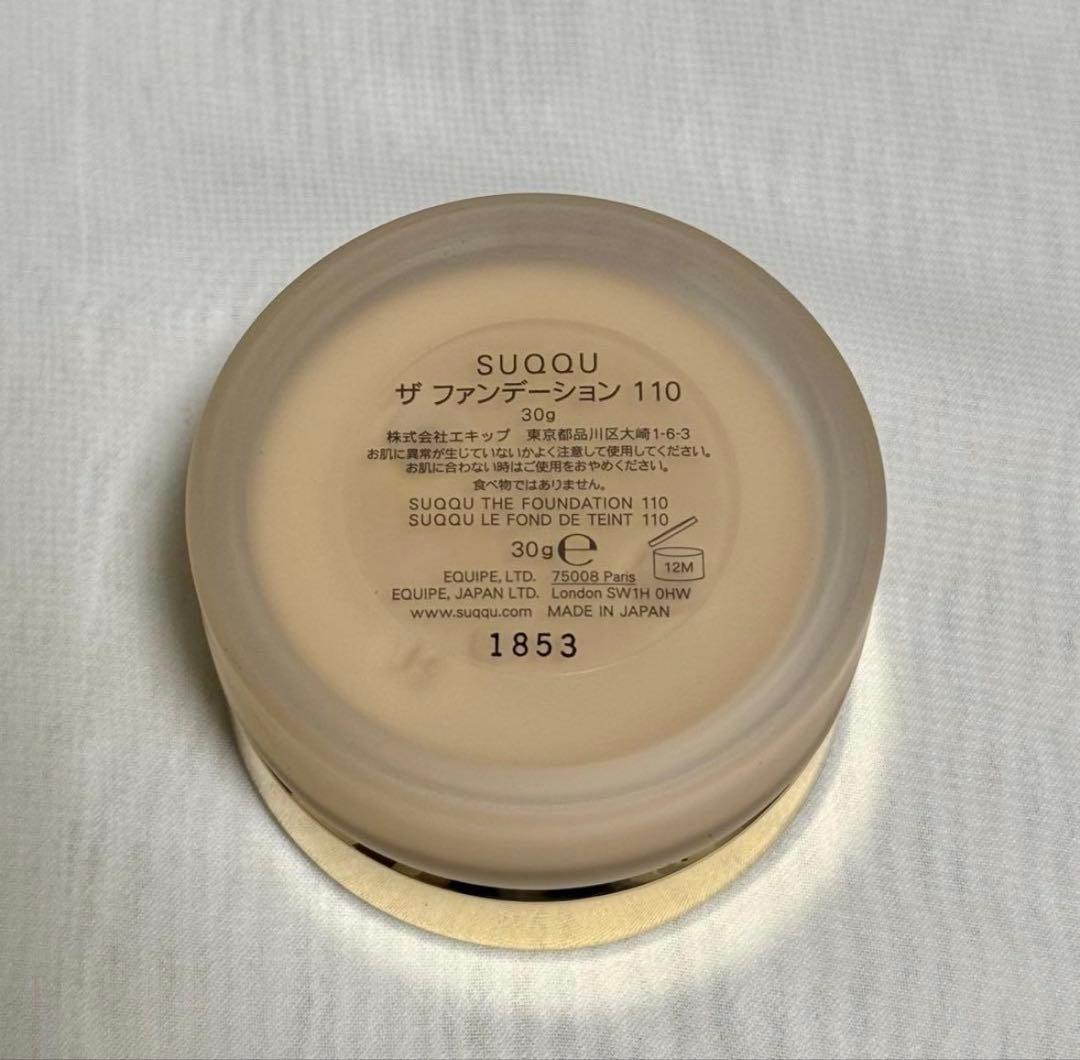 SUQQU
ザ ファンデーション 110
30g
株式会社エキップ 東京都品川区大崎1-6-3
お肌に異常が生じていないかよく注意して使用してください。
お肌に合わない時はご使用をおやめください。
食べ物ではありません。
SUQQU THE FOUNDATION 110
SUQQU LE FOND DE TEINT 110
30g℮
12M
EQUIPE, LTD. 75008 Paris
EQUIPE, JAPAN LTD. London SW1H 0HW
www.suqqu.com MADE IN JAPAN
1853